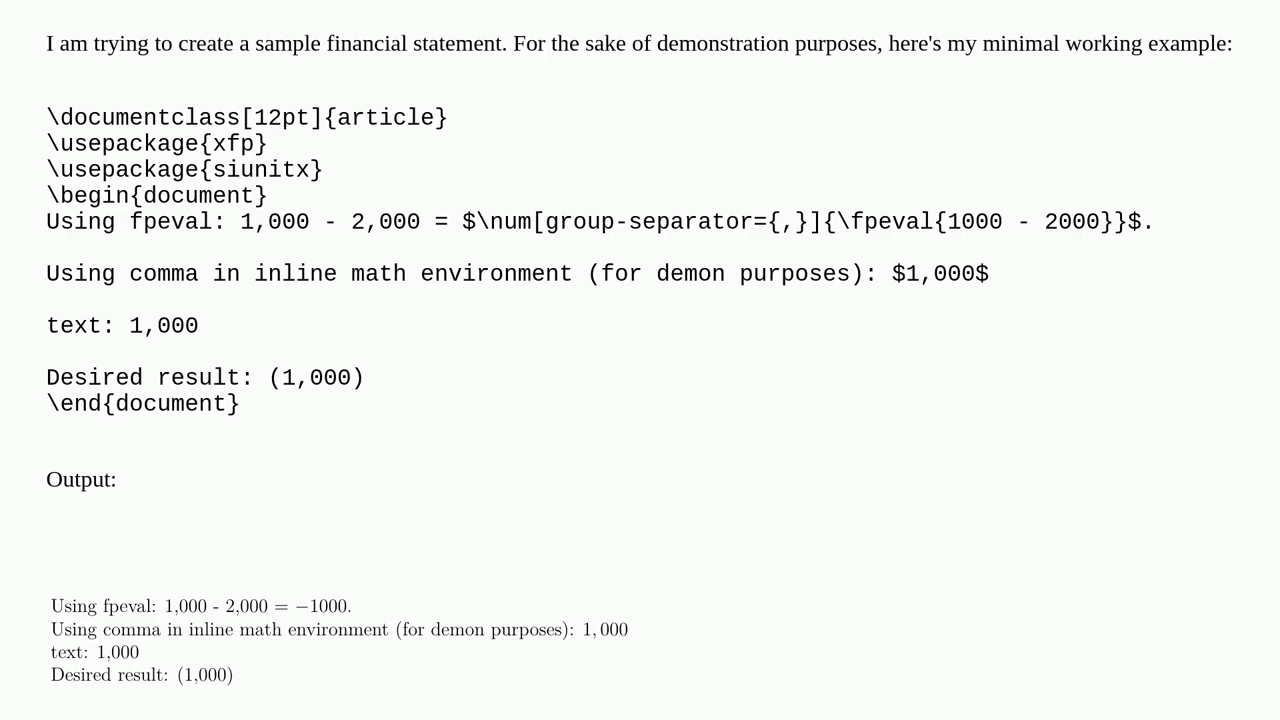 I am trying to create a sample financial statement. For the sake of demonstration purposes, here's my minimal working example:
\documentclass[12pt]{article}
\usepackage{xfp}
\usepackage{siunitx}
\begin{document}
Using fpeval: 1,000 - 2,000 = $\num[group-separator={,}]{\fpeval{1000 - 2000}}$.
Using comma in inline math environment (for demon purposes): $1,000$
text: 1,000
Desired result: (1,000)
\end{document}
Output:
Using fpeval: 1,000 - 2,000 = −1000.
Using comma in inline math environment (for demon purposes): 1, 000
text: 1,000
Desired result: (1,000)